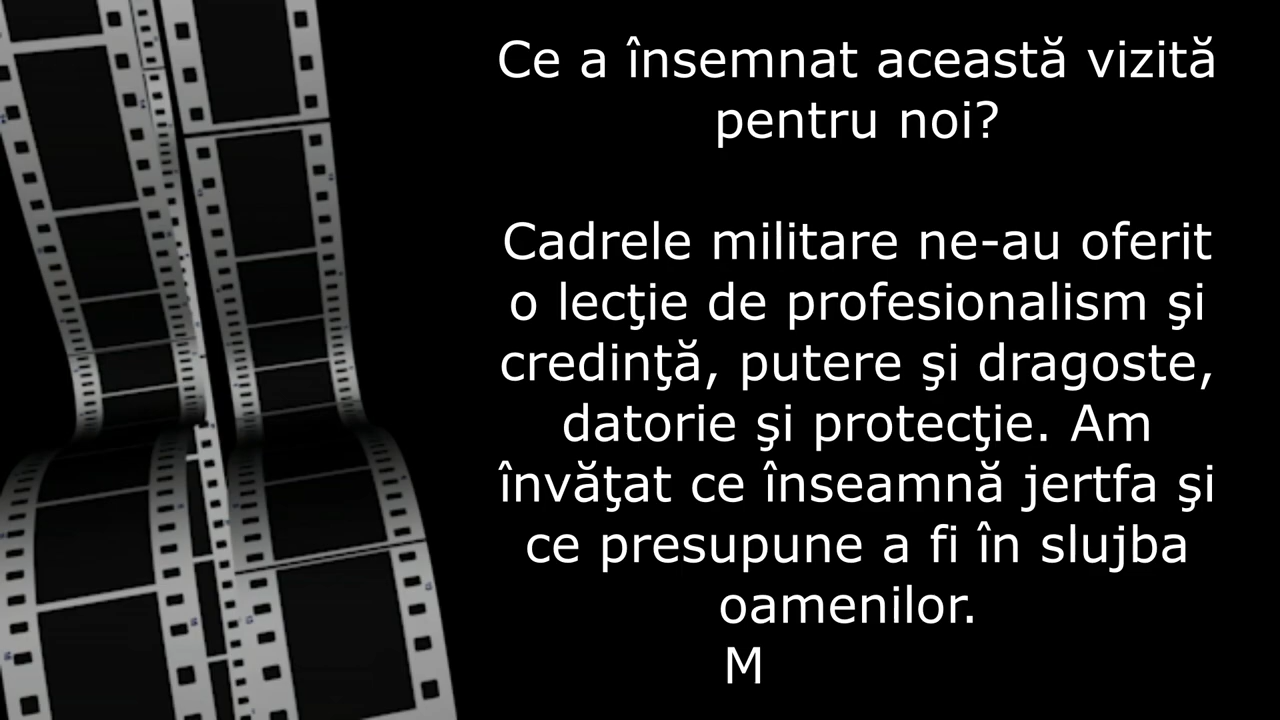 Ce a însemnat această vizită
pentru noi?
Cadrele militare ne-au oferit
o lecţie de profesionalism şi
credinţă, putere şi dragoste,
datorie şi protecţie. Am
învăţat ce înseamnă jertfa şi
ce presupune a fi în slujba
oamenilor.
M